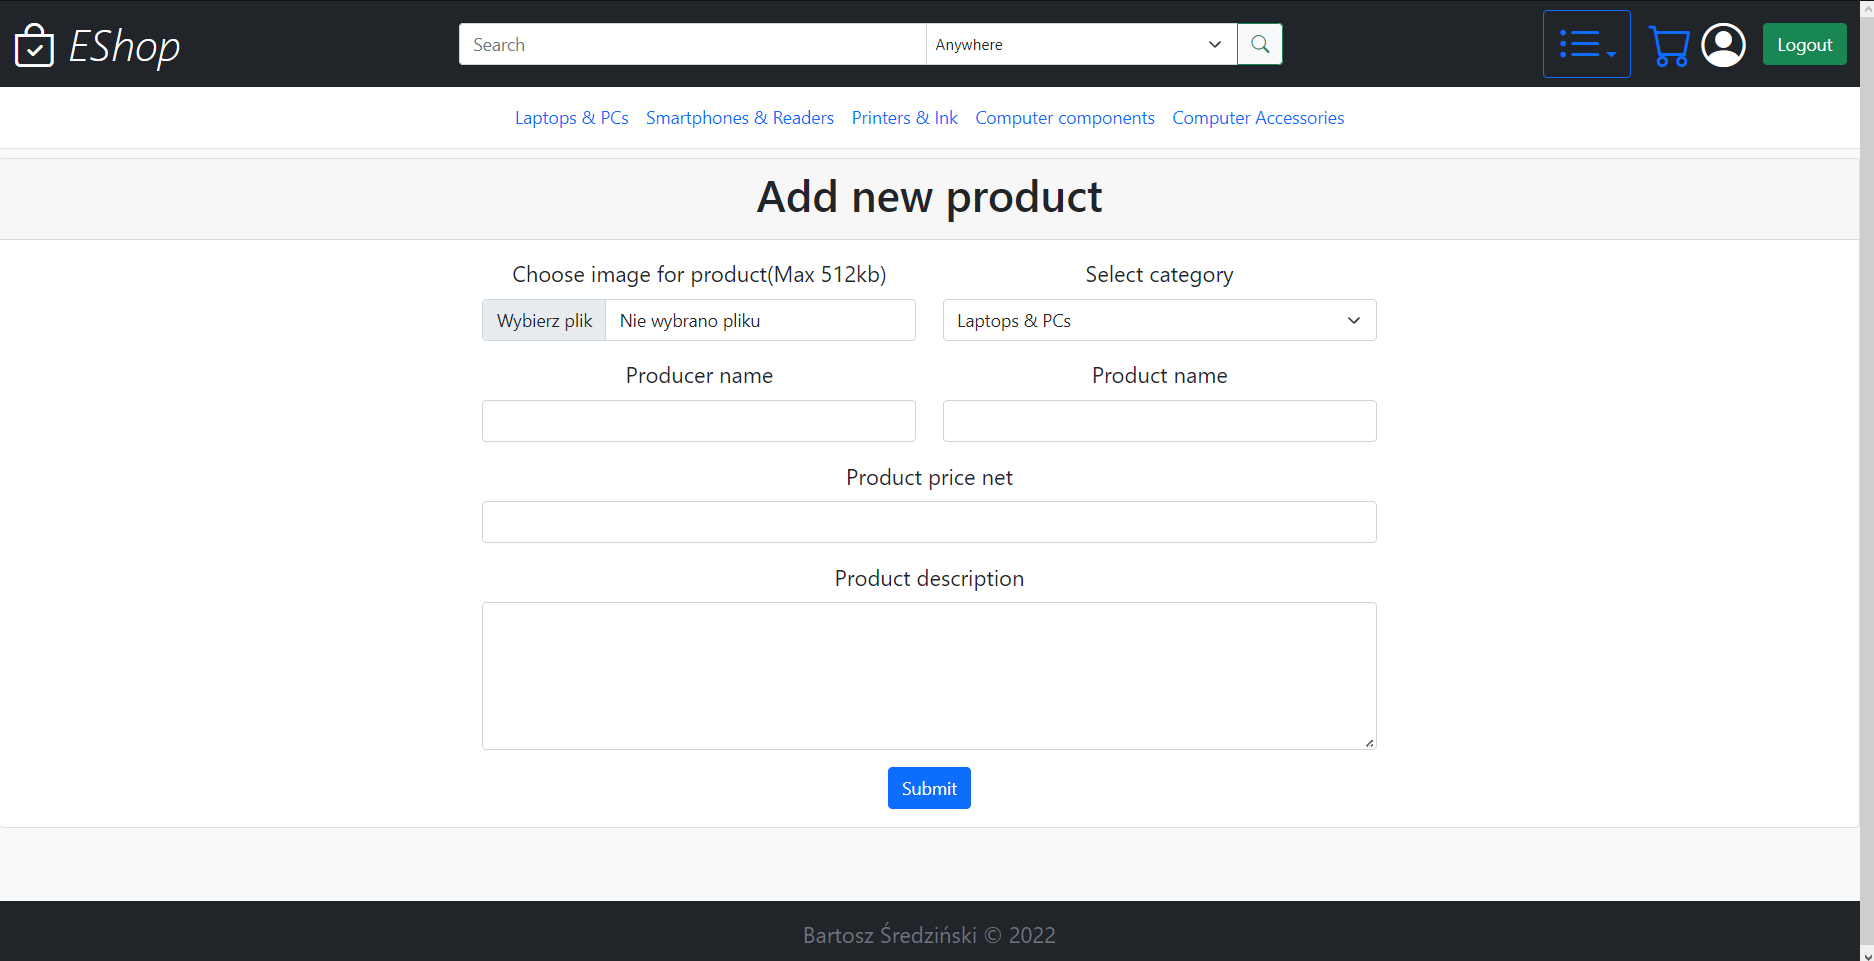 EShop
Search
Anywhere
Logout
Laptops & PCs Smartphones & Readers Printers & Ink Computer components Computer Accessories
Add new product
Choose image for product(Max 512kb)
Select category
Wybierz plik Nie wybrano pliku
Laptops & PCs
Producer name
Product name
Product price net
Product description
Submit
Bartosz Średziński © 2022